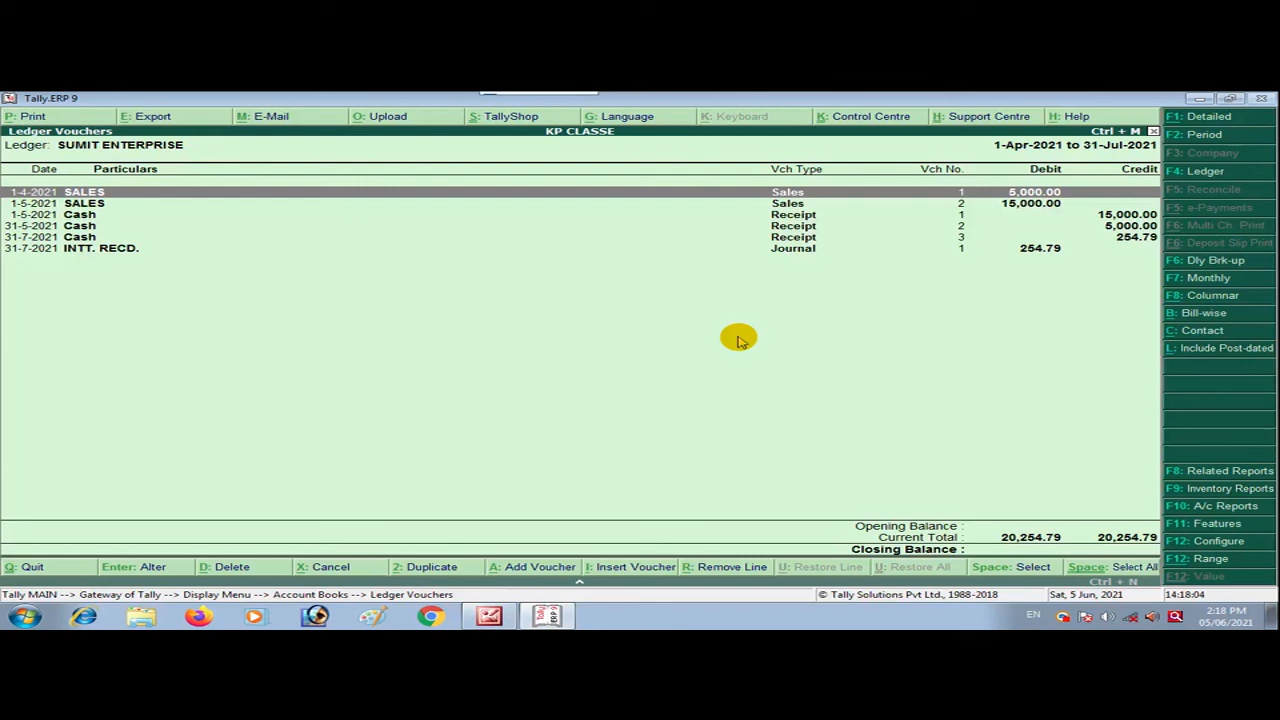 Tally.ERP 9
P: Print E: Export M: E-Mail O: Upload S: TallyShop G: Language K: Keyboard K: Control Centre H: Support Centre H: Help
Ledger Vouchers KP CLASSE Ctrl + M
Ledger: SUMIT ENTERPRISE 1-Apr-2021 to 31-Jul-2021
Date Particulars Vch Type Vch No. Debit Credit
1-4-2021 SALES Sales 1 5,000.00
1-5-2021 SALES Sales 2 15,000.00
1-5-2021 Cash Receipt 1 15,000.00
31-5-2021 Cash Receipt 2 5,000.00
31-7-2021 Cash Receipt 3 254.79
31-7-2021 INTT. RECD. Journal 1 254.79
Opening Balance :
Current Total : 20,254.79 20,254.79
Closing Balance :
F1: Detailed
F2: Period
F3: Company
F4: Ledger
F5: Reconcile
F5: e-Payments
F6: Multi Ch. Print
F6: Deposit Slip Print
F6: Dly Brk-up
F7: Monthly
F8: Columnar
B: Bill-wise
C: Contact
L: Include Post-dated
F8: Related Reports
F9: Inventory Reports
F10: A/c Reports
F11: Features
F12: Configure
F12: Range
F12: Value
Q: Quit Enter: Alter D: Delete X: Cancel 2: Duplicate A: Add Voucher I: Insert Voucher R: Remove Line U: Restore Line U: Restore All Space: Select Space: Select All
Ctrl + N
Tally MAIN --> Gateway of Tally --> Display Menu --> Account Books --> Ledger Vouchers © Tally Solutions Pvt Ltd., 1988-2018 Sat, 5 Jun, 2021 14:18:04
EN 2:18 PM
05/06/2021